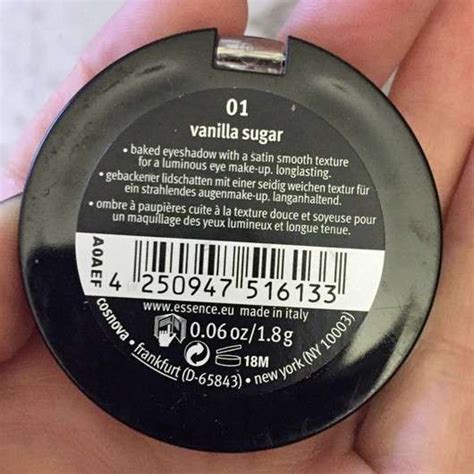 01
vanilla sugar
• baked eyeshadow with a satin smooth texture
for a luminous eye make-up. longlasting.
• gebackener lidschatten mit einer seidig weichen textur für
ein strahlendes augenmake-up. langanhaltend.
• ombre à paupières cuite à la texture douce et soyeuse pour
un maquillage des yeux lumineux et longue tenue.
A0AEF
4 250947 516133
www.essence.eu made in italy
0.06 oz/1.8 g
18M
cosnova • frankfurt (D-65843) • new york (NY 10003)